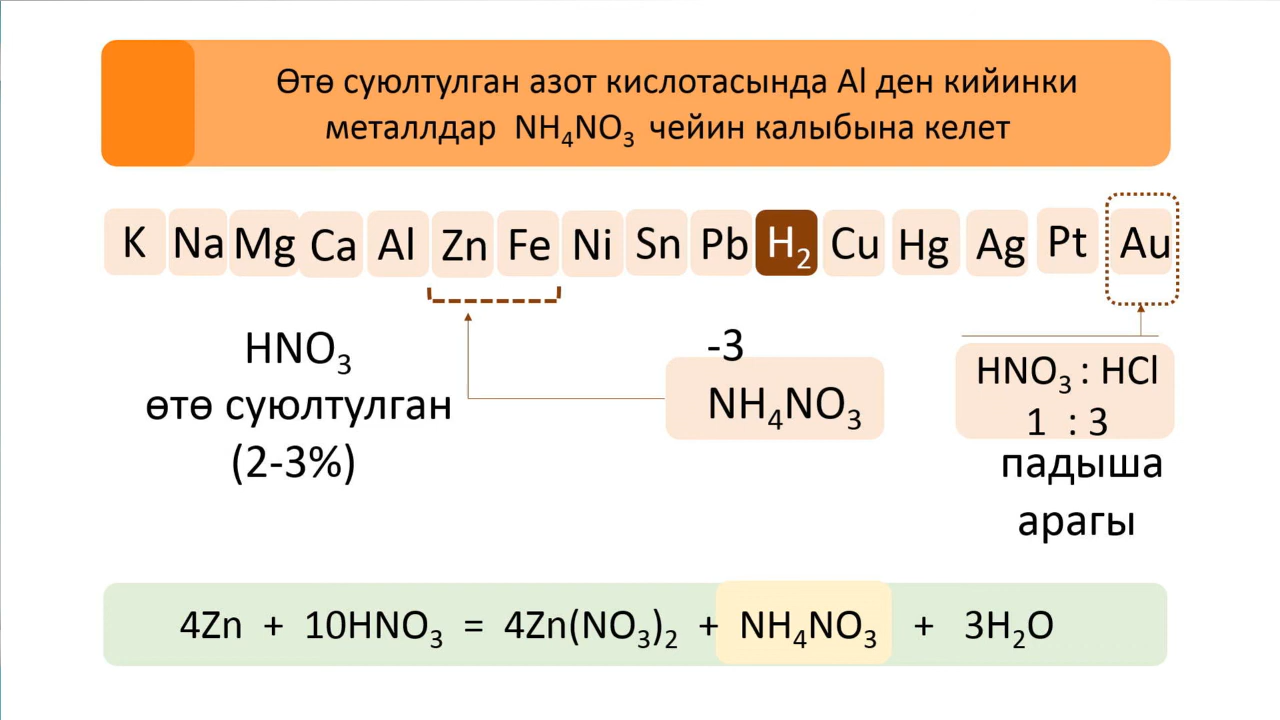 Өтө суюлтулган азот кислотасында Al ден кийинки
металлдар NH₄NO₃ чейин калыбына келет
K Na Mg Ca Al Zn Fe Ni Sn Pb H₂ Cu Hg Ag Pt Au
HNO₃
өтө суюлтулган
(2-3%)
-3
NH₄NO₃
HNO₃ : HCl
1 : 3
падыша
арагы
4Zn + 10HNO₃ = 4Zn(NO₃)₂ + NH₄NO₃ + 3H₂O